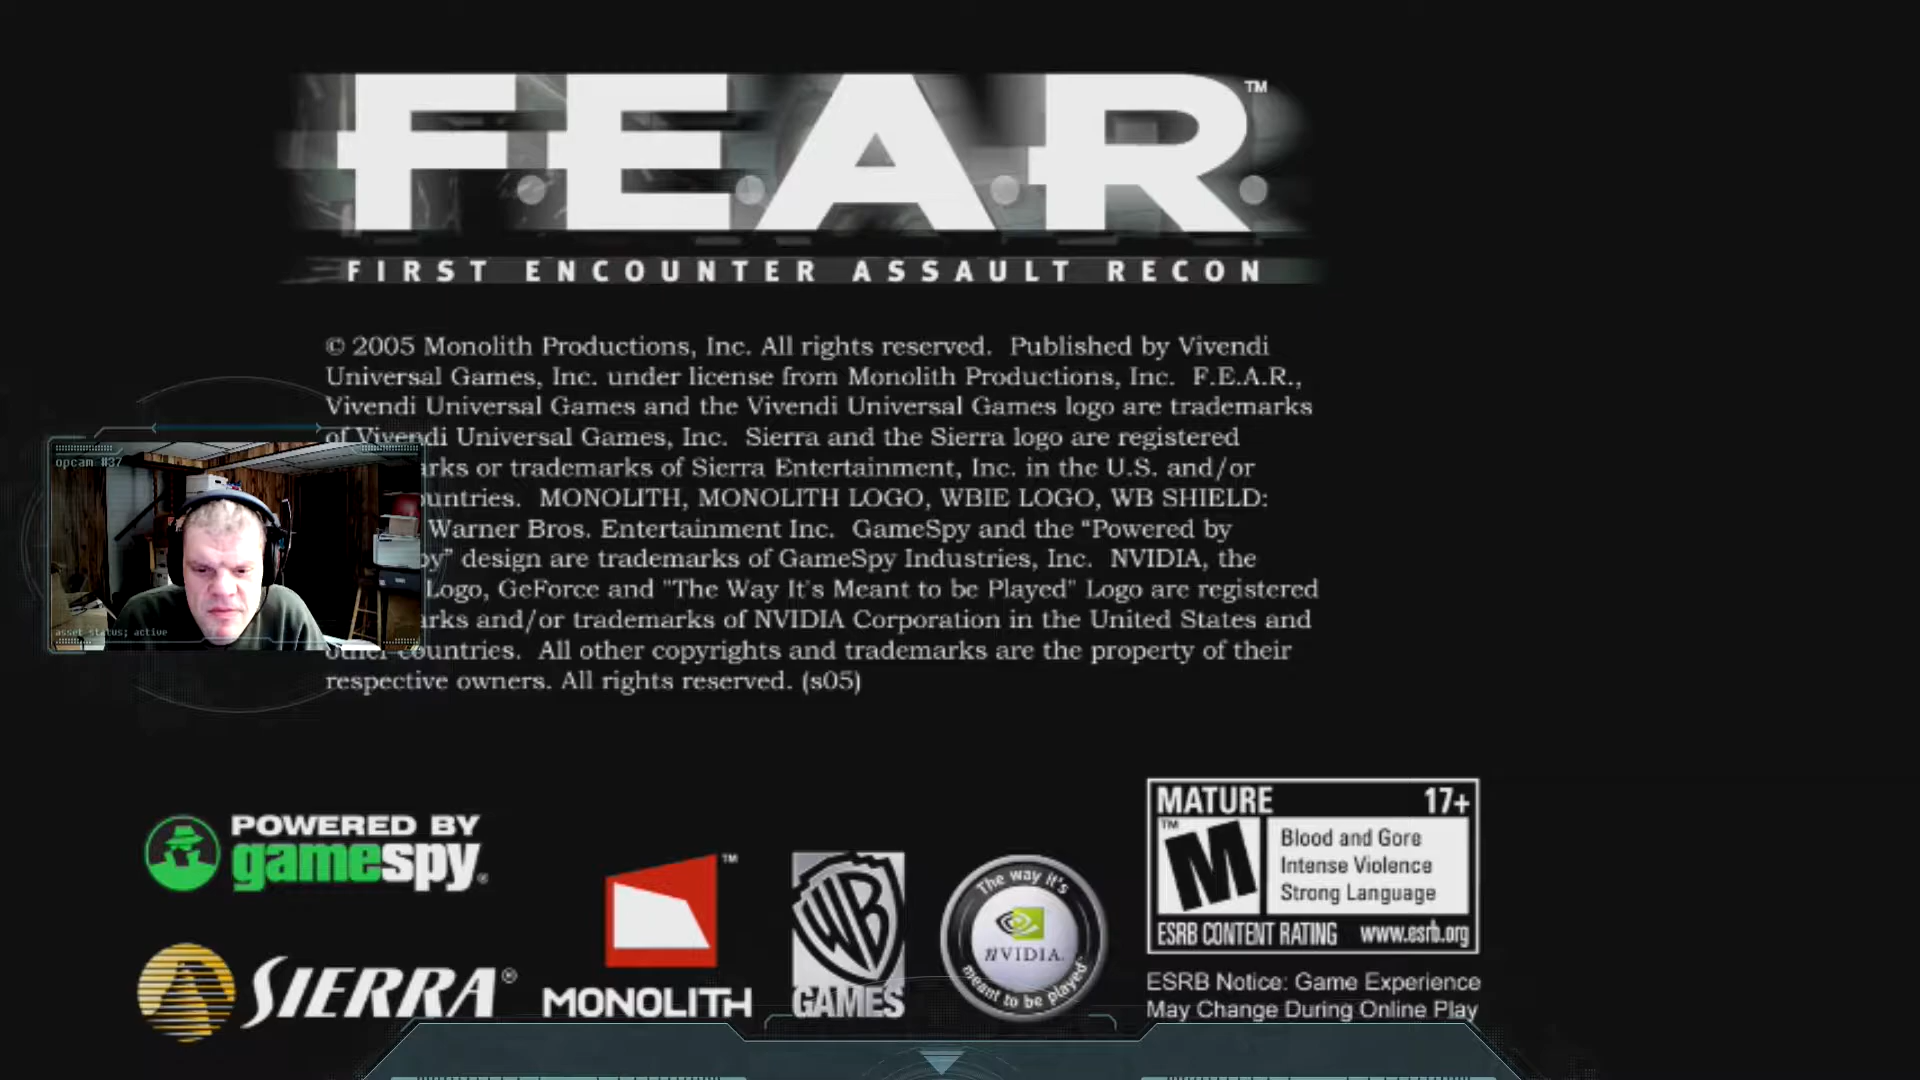 F.E.A.R.™
FIRST ENCOUNTER ASSAULT RECON
© 2005 Monolith Productions, Inc. All rights reserved. Published by Vivendi
Universal Games, Inc. under license from Monolith Productions, Inc. F.E.A.R.,
Vivendi Universal Games and the Vivendi Universal Games logo are trademarks
of Vivendi Universal Games, Inc. Sierra and the Sierra logo are registered
or trademarks of Sierra Entertainment, Inc. in the U.S. and/or
MONOLITH, MONOLITH LOGO, WBIE LOGO, WB SHIELD:
Warner Bros. Entertainment Inc. GameSpy and the “Powered by
design are trademarks of GameSpy Industries, Inc. NVIDIA, the
Logo, GeForce and "The Way It's Meant to be Played" Logo are registered
and/or trademarks of NVIDIA Corporation in the United States and
other countries. All other copyrights and trademarks are the property of their
respective owners. All rights reserved. (s05)
opcam #37
asset status; active
POWERED BY
gamespy®
SIERRA®
MONOLITH™
WB
GAMES
The way it's
nVIDIA.
meant to be played™
MATURE 17+
M™
Blood and Gore
Intense Violence
Strong Language
ESRB CONTENT RATING www.esrb.org
ESRB Notice: Game Experience
May Change During Online Play